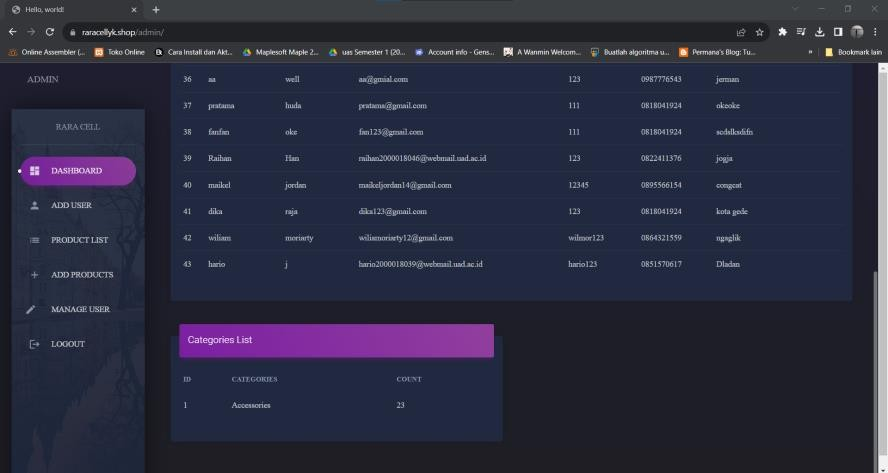 Hello, world!
raracellyk.shop/admin/
Online Assembler (... Toko Online Cara Install dan Akt... Maplesoft Maple 2... uas Semester 1 (20... Account info - Gens... A Wanmin Welcom... Buatlah algoritma u... Permana's Blog: Tu... » Bookmark lain
ADMIN
RARA CELL
DASHBOARD
ADD USER
PRODUCT LIST
ADD PRODUCTS
MANAGE USER
LOGOUT
36 aa well aa@gmial.com 123 0987776543 jerman
37 pratama huda pratama@gmail.com 111 0818041924 okeoke
38 fanfan oke fan123@gmail.com 111 0818041924 scdslksdifn
39 Raihan Han raihan2000018046@webmail.uad.ac.id 123 0822411376 jogja
40 maikel jordan maikeljordan14@gmail.com 12345 0895566154 congcat
41 dika raja dika123@gmail.com 123 0818041924 kota gede
42 wiliam moriarty wiliamoriarty12@gmail.com wilmor123 0864321559 ngaglik
43 hario j hario2000018039@webmail.uad.ac.id hario123 0851570617 Dladan
Categories List
ID CATEGORIES COUNT
1 Accessories 23